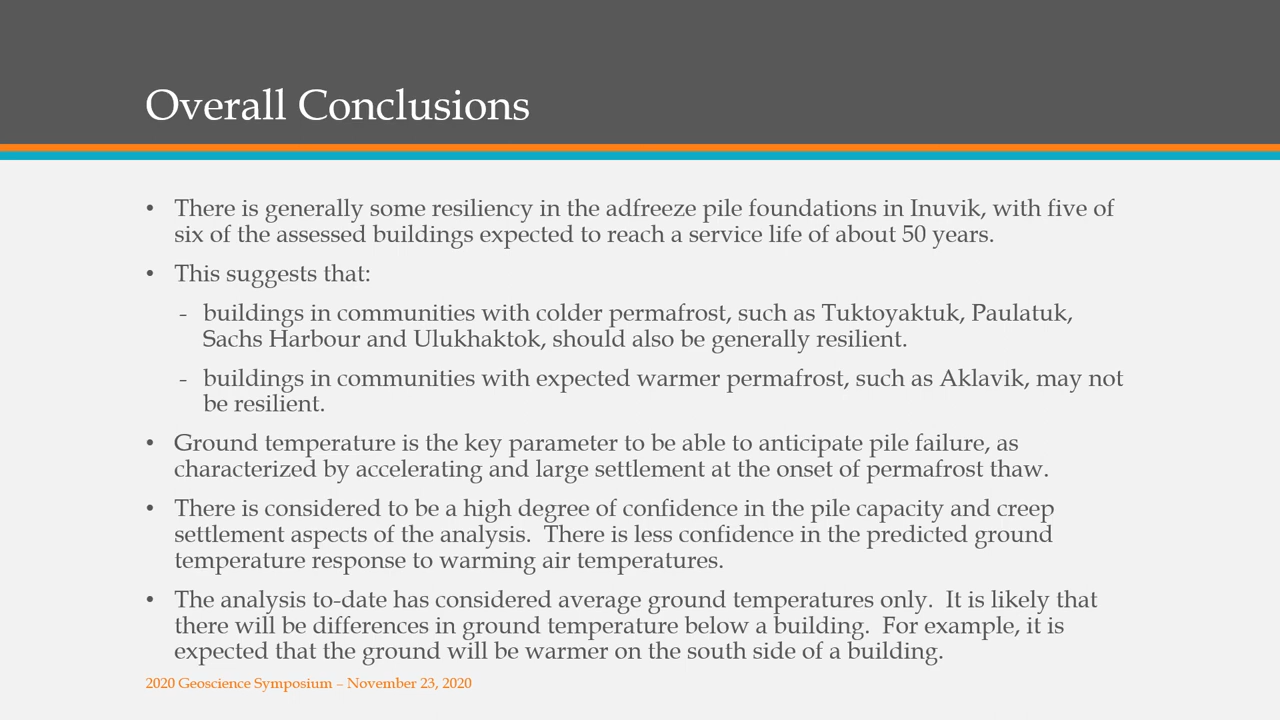 Overall Conclusions
• There is generally some resiliency in the adfreeze pile foundations in Inuvik, with five of
six of the assessed buildings expected to reach a service life of about 50 years.
• This suggests that:
- buildings in communities with colder permafrost, such as Tuktoyaktuk, Paulatuk,
Sachs Harbour and Ulukhaktok, should also be generally resilient.
- buildings in communities with expected warmer permafrost, such as Aklavik, may not
be resilient.
• Ground temperature is the key parameter to be able to anticipate pile failure, as
characterized by accelerating and large settlement at the onset of permafrost thaw.
• There is considered to be a high degree of confidence in the pile capacity and creep
settlement aspects of the analysis.  There is less confidence in the predicted ground
temperature response to warming air temperatures.
• The analysis to-date has considered average ground temperatures only.  It is likely that
there will be differences in ground temperature below a building.  For example, it is
expected that the ground will be warmer on the south side of a building.
2020 Geoscience Symposium – November 23, 2020